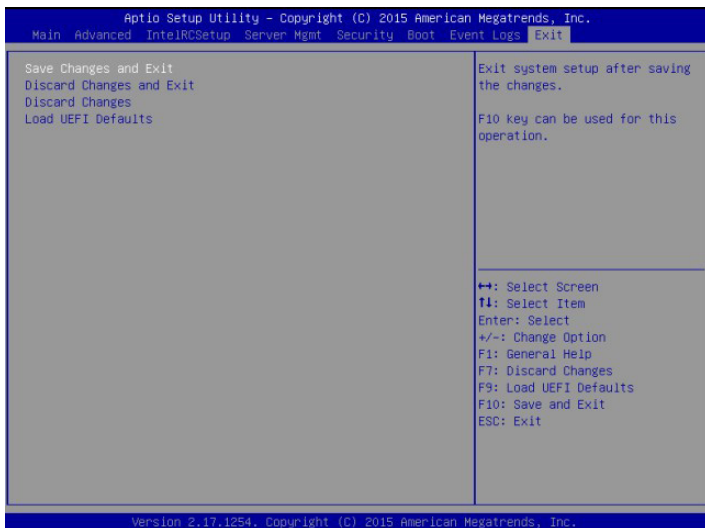 Aptio Setup Utility - Copyright (C) 2015 American Megatrends, Inc.
Main Advanced IntelRCSetup Server Mgmt Security Boot Event Logs Exit
Save Changes and Exit
Discard Changes and Exit
Discard Changes
Load UEFI Defaults
Exit system setup after saving
the changes.
F10 key can be used for this
operation.
↔: Select Screen
↑↓: Select Item
Enter: Select
+/-: Change Option
F1: General Help
F7: Discard Changes
F9: Load UEFI Defaults
F10: Save and Exit
ESC: Exit
Version 2.17.1254. Copyright (C) 2015 American Megatrends, Inc.